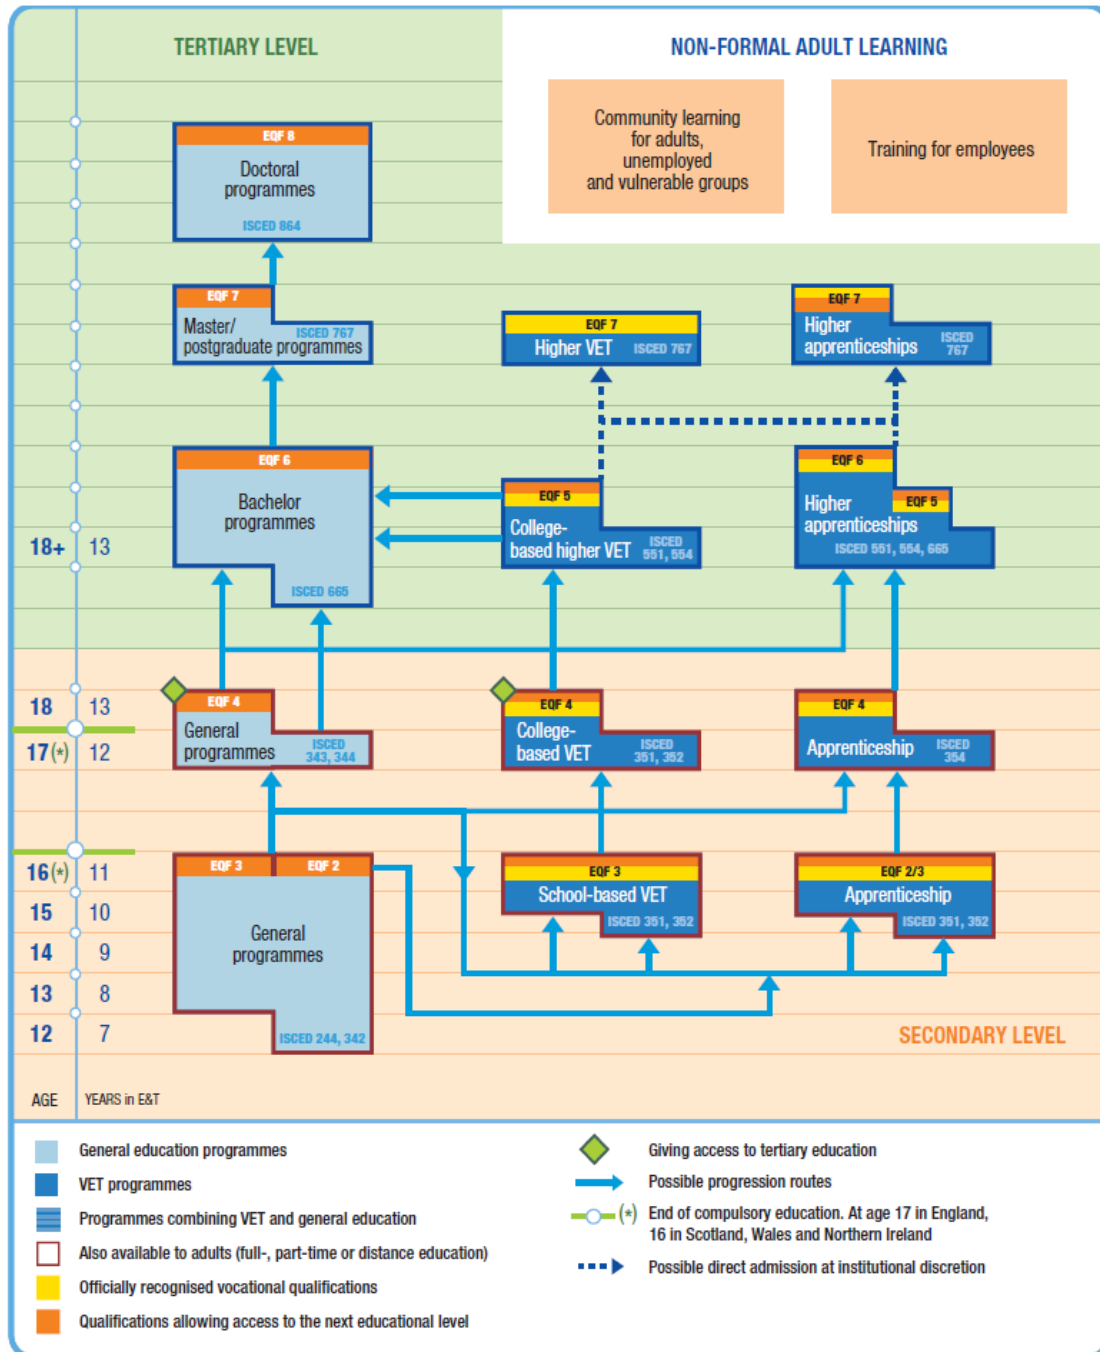 TERTIARY LEVEL
NON-FORMAL ADULT LEARNING
Community learning
for adults,
unemployed
and vulnerable groups
Training for employees
EQF 8
Doctoral
programmes
ISCED 864
EQF 7
Master/
postgraduate programmes
ISCED 767
EQF 7
Higher VET
ISCED 767
EQF 7
Higher
apprenticeships
ISCED
767
EQF 6
Bachelor
programmes
ISCED 665
EQF 5
College-
based higher VET
ISCED
551, 554
EQF 6
EQF 5
Higher
apprenticeships
ISCED 551, 554, 665
18+ 13
18 13
17(*) 12
EQF 4
General
programmes
ISCED
343, 344
EQF 4
College-
based VET
ISCED
351, 352
EQF 4
Apprenticeship
ISCED
354
16(*) 11
15 10
14 9
13 8
12 7
EQF 3
EQF 2
General
programmes
ISCED 244, 342
EQF 3
School-based VET
ISCED 351, 352
EQF 2/3
Apprenticeship
ISCED 351, 352
SECONDARY LEVEL
AGE YEARS in E&T
General education programmes
VET programmes
Programmes combining VET and general education
Also available to adults (full-, part-time or distance education)
Officially recognised vocational qualifications
Qualifications allowing access to the next educational level
Giving access to tertiary education
Possible progression routes
(*) End of compulsory education. At age 17 in England,
16 in Scotland, Wales and Northern Ireland
Possible direct admission at institutional discretion